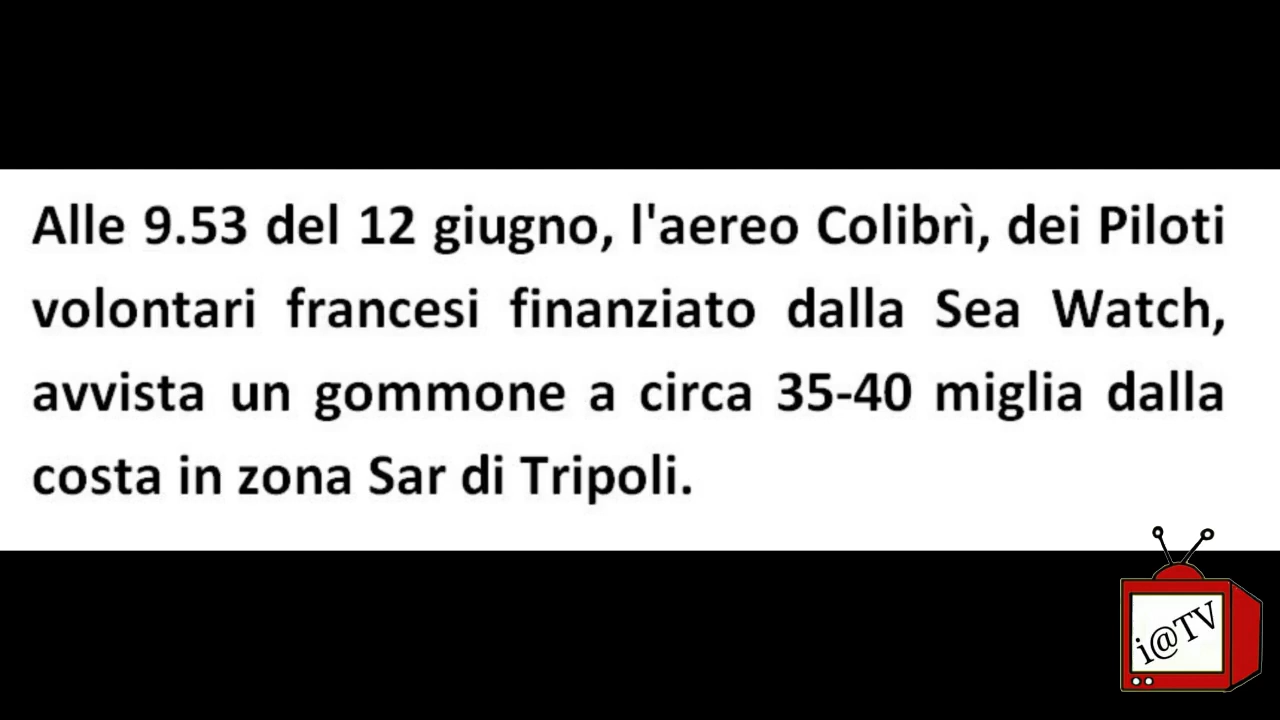 Alle 9.53 del 12 giugno, l'aereo Colibrì, dei Piloti
volontari francesi finanziato dalla Sea Watch,
avvista un gommone a circa 35-40 miglia dalla
costa in zona Sar di Tripoli.
i@TV